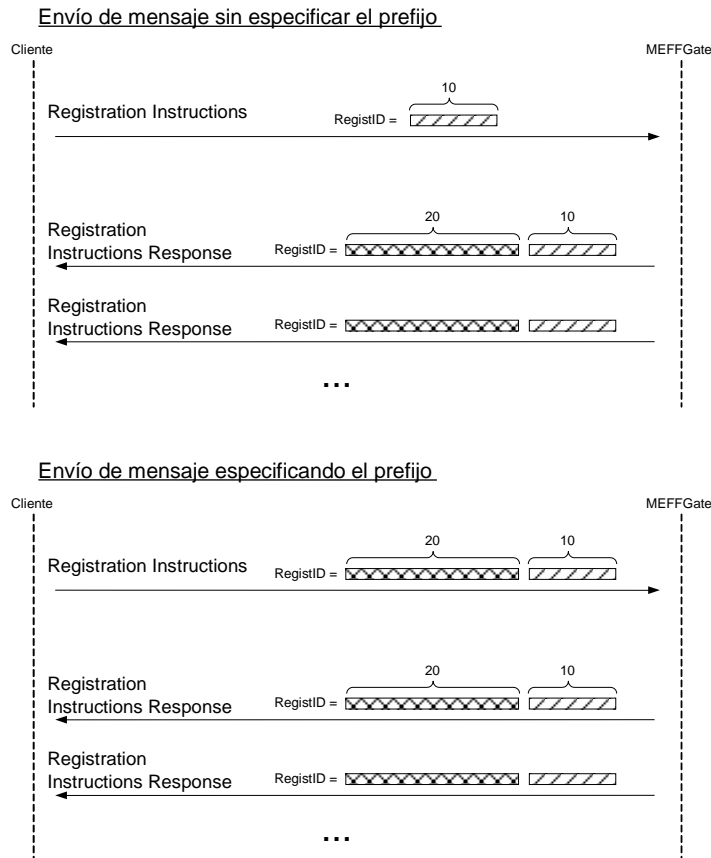 Envío de mensaje sin especificar el prefijo
Cliente
MEFFGate
10
Registration Instructions
RegistID =
20
10
Registration
Instructions Response
RegistID =
Registration
Instructions Response
RegistID =
...
Envío de mensaje especificando el prefijo
Cliente
MEFFGate
20
10
Registration Instructions
RegistID =
20
10
Registration
Instructions Response
RegistID =
Registration
Instructions Response
RegistID =
...